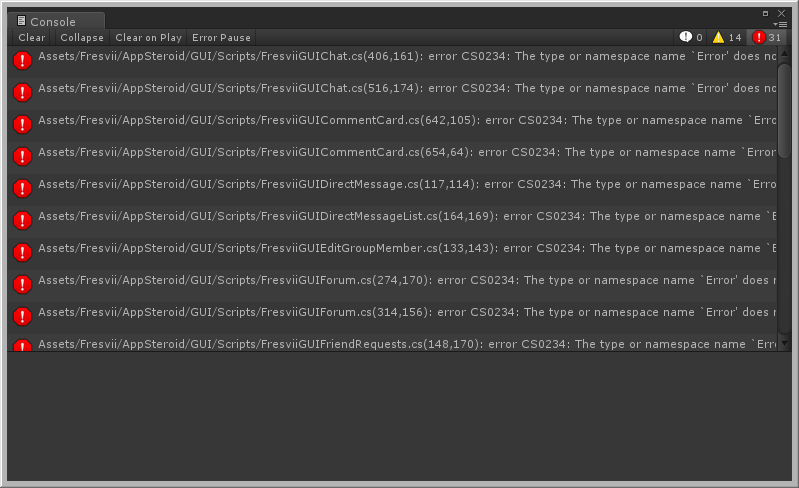 Console
Clear Collapse Clear on Play Error Pause 0 14 31
Assets/Fresvii/AppSteroid/GUI/Scripts/FresviiGUIChat.cs(406,161): error CS0234: The type or namespace name `Error' does no
Assets/Fresvii/AppSteroid/GUI/Scripts/FresviiGUIChat.cs(516,174): error CS0234: The type or namespace name `Error' does no
Assets/Fresvii/AppSteroid/GUI/Scripts/FresviiGUICommentCard.cs(642,105): error CS0234: The type or namespace name `Erro
Assets/Fresvii/AppSteroid/GUI/Scripts/FresviiGUICommentCard.cs(654,64): error CS0234: The type or namespace name `Error
Assets/Fresvii/AppSteroid/GUI/Scripts/FresviiGUIDirectMessage.cs(117,114): error CS0234: The type or namespace name `Erro
Assets/Fresvii/AppSteroid/GUI/Scripts/FresviiGUIDirectMessageList.cs(164,169): error CS0234: The type or namespace name `E
Assets/Fresvii/AppSteroid/GUI/Scripts/FresviiGUIEditGroupMember.cs(133,143): error CS0234: The type or namespace name `E
Assets/Fresvii/AppSteroid/GUI/Scripts/FresviiGUIForum.cs(274,170): error CS0234: The type or namespace name `Error' does
Assets/Fresvii/AppSteroid/GUI/Scripts/FresviiGUIForum.cs(314,156): error CS0234: The type or namespace name `Error' does
Assets/Fresvii/AppSteroid/GUI/Scripts/FresviiGUIFriendRequests.cs(148,170): error CS0234: The type or namespace name `Erro